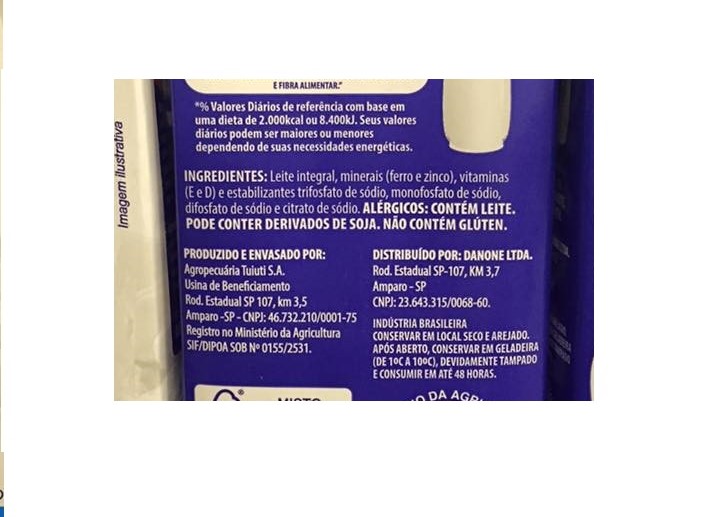 Imagem ilustrativa
E FIBRA ALIMENTAR."
*% Valores Diários de referência com base em
uma dieta de 2.000kcal ou 8.400kJ. Seus valores
diários podem ser maiores ou menores
dependendo de suas necessidades energéticas.
INGREDIENTES: Leite integral, minerais (ferro e zinco), vitaminas
(E e D) e estabilizantes trifosfato de sódio, monofosfato de sódio,
difosfato de sódio e citrato de sódio. ALÉRGICOS: CONTÉM LEITE.
PODE CONTER DERIVADOS DE SOJA. NÃO CONTÉM GLÚTEN.
PRODUZIDO E ENVASADO POR:
Agropecuária Tuiuti S.A.
Usina de Beneficiamento
Rod. Estadual SP 107, km 3,5
Amparo -SP - CNPJ: 46.732.210/0001-75
Registro no Ministério da Agricultura
SIF/DIPOA SOB Nº 0155/2531.
DISTRIBUÍDO POR: DANONE LTDA.
Rod. Estadual SP-107, KM 3,7
Amparo - SP
CNPJ: 23.643.315/0068-60.
INDÚSTRIA BRASILEIRA
CONSERVAR EM LOCAL SECO E AREJADO.
APÓS ABERTO, CONSERVAR EM GELADEIRA
(DE 1ºC A 10ºC), DEVIDAMENTE TAMPADO
E CONSUMIR EM ATÉ 48 HORAS.
MISTO
DA AGRI